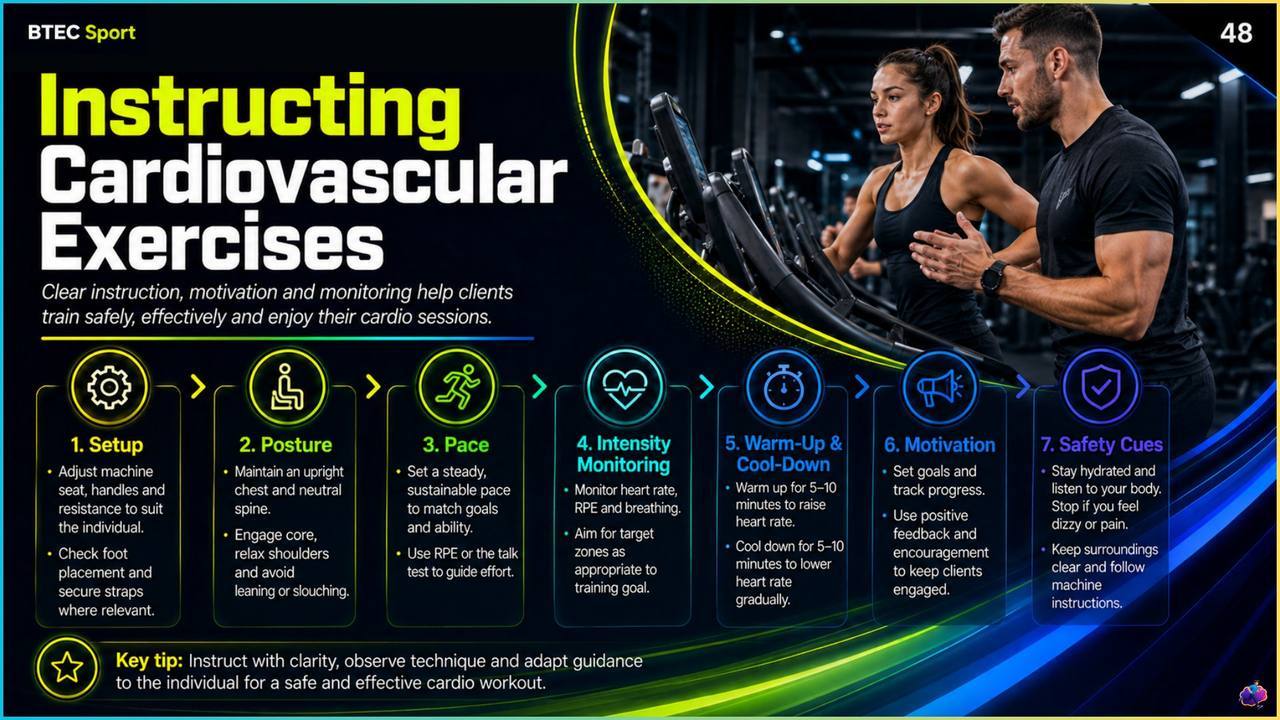 BTEC Sport
48
Instructing
Cardiovascular
Exercises
Clear instruction, motivation and monitoring help clients
train safely, effectively and enjoy their cardio sessions.
1. Setup
• Adjust machine
seat, handles and
resistance to suit
the individual.
• Check foot
placement and
secure straps
where relevant.
2. Posture
• Maintain an upright
chest and neutral
spine.
• Engage core,
relax shoulders
and avoid
leaning or slouching.
3. Pace
• Set a steady,
sustainable pace
to match goals
and ability.
• Use RPE or the talk
test to guide effort.
4. Intensity
Monitoring
• Monitor heart rate,
RPE and breathing.
• Aim for target
zones as
appropriate to
training goal.
5. Warm-Up &
Cool-Down
• Warm up for 5–10
minutes to raise
heart rate.
• Cool down for 5–10
minutes to lower
heart rate
gradually.
6. Motivation
• Set goals and
track progress.
• Use positive
feedback and
encouragement
to keep clients
engaged.
7. Safety Cues
• Stay hydrated and
listen to your body.
Stop if you feel
dizzy or pain.
• Keep surroundings
clear and follow
machine
instructions.
Key tip: Instruct with clarity, observe technique and adapt guidance
to the individual for a safe and effective cardio workout.